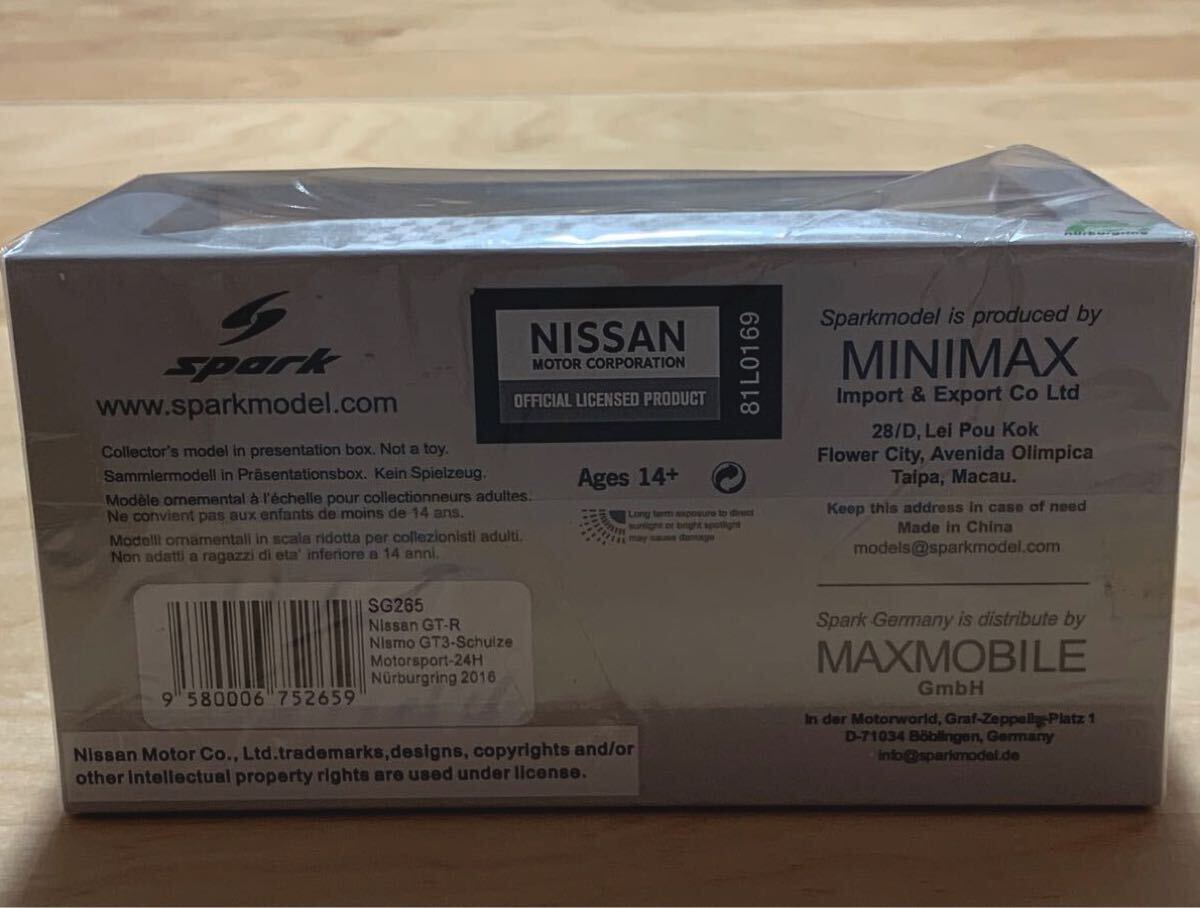 nürburgring
spark
www.sparkmodel.com
Collector's model in presentation box. Not a toy.
Sammlermodell in Präsentationsbox. Kein Spielzeug.
Modèle ornemental à l'échelle pour collectionneurs adultes.
Ne convient pas aux enfants de moins de 14 ans.
Modelli ornamentali in scala ridotta per collezionisti adulti.
Non adatti a ragazzi di eta' inferiore a 14 anni.
SG265
Nissan GT-R
Nismo GT3-Schulze
Motorsport-24H
Nürburgring 2016
9 580006 752659
Nissan Motor Co., Ltd.trademarks,designs, copyrights and/or
other intellectual property rights are used under license.
NISSAN
MOTOR CORPORATION
OFFICIAL LICENSED PRODUCT
81L0169
Ages 14+
Long term exposure to direct
sunlight or bright spotlight
may cause damage
Sparkmodel is produced by
MINIMAX
Import & Export Co Ltd
28/D, Lei Pou Kok
Flower City, Avenida Olimpica
Taipa, Macau.
Keep this address in case of need
Made in China
models@sparkmodel.com
Spark Germany is distribute by
MAXMOBILE
GmbH
In der Motorworld, Graf-Zeppelin-Platz 1
D-71034 Böblingen, Germany
info@sparkmodel.de